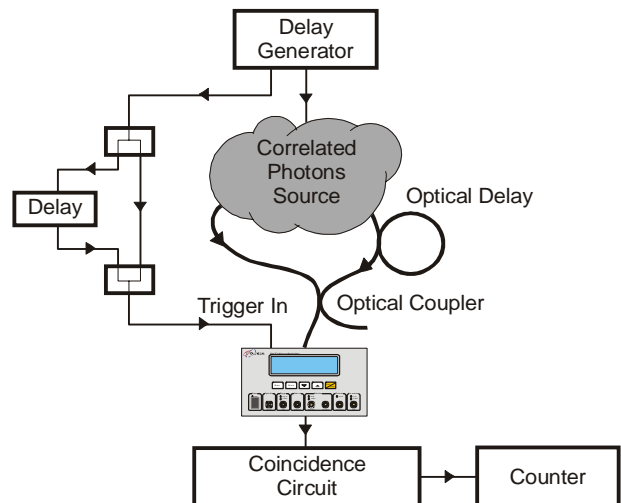 Delay
Generator
Correlated
Photons
Source
Optical Delay
Delay
Trigger In
Optical Coupler
Coincidence
Circuit
Counter